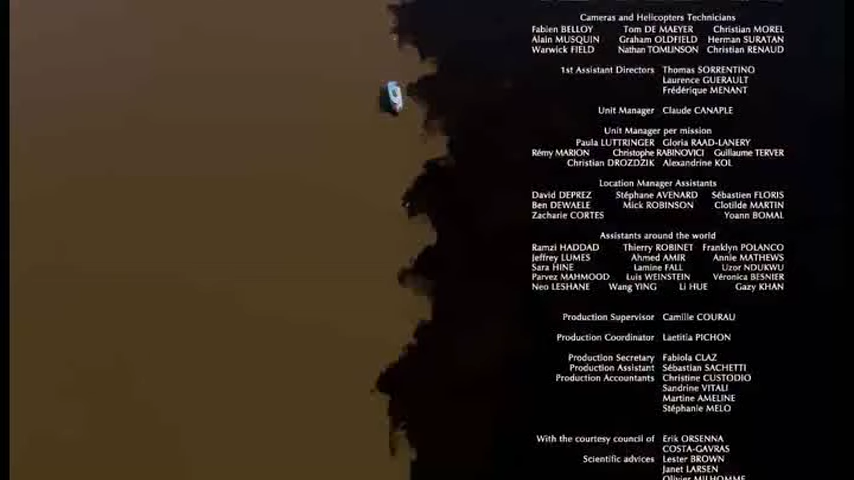 Cameras and Helicopters Technicians
Fabien BELLOY Tom DE MAEYER Christian MOREL
Alain MUSQUIN Graham OLDFIELD Herman SURATAN
Warwick FIELD Nathan TOMLINSON Christian RENAUD
1st Assistant Directors Thomas SORRENTINO
Laurence GUERAULT
Frédérique MENANT
Unit Manager Claude CANAPLE
Unit Manager per mission
Paula LUTTRINGER Gloria RAAD-LANERY
Rémy MARION Christophe RABINOVICI Guillaume TERVER
Christian DROZDZIK Alexandrine KOL
Location Manager Assistants
David DEPREZ Stéphane AVENARD Sébastien FLORIS
Ben DEWAELE Mick ROBINSON Clotilde MARTIN
Zacharie CORTES Yoann BOMAL
Assistants around the world
Ramzi HADDAD Thierry ROBINET Franklyn POLANCO
Jeffrey LUMES Ahmed AMIR Annie MATHEWS
Sara HINE Lamine FALL Uzor NDUKWU
Parvez MAHMOOD Luis WEINSTEIN Véronica BESNIER
Neo LESHANE Wang YING Li HUE Gazy KHAN
Production Supervisor Camille COURAU
Production Coordinator Laetitia PICHON
Production Secretary Fabiola CLAZ
Production Assistant Sébastian SACHETTI
Production Accountants Christine CUSTODIO
Sandrine VITALI
Martine AMELINE
Stéphanie MELO
With the courtesy council of Erik ORSENNA
COSTA-GAVRAS
Scientific advices Lester BROWN
Janet LARSEN
Olivier MILHOMME